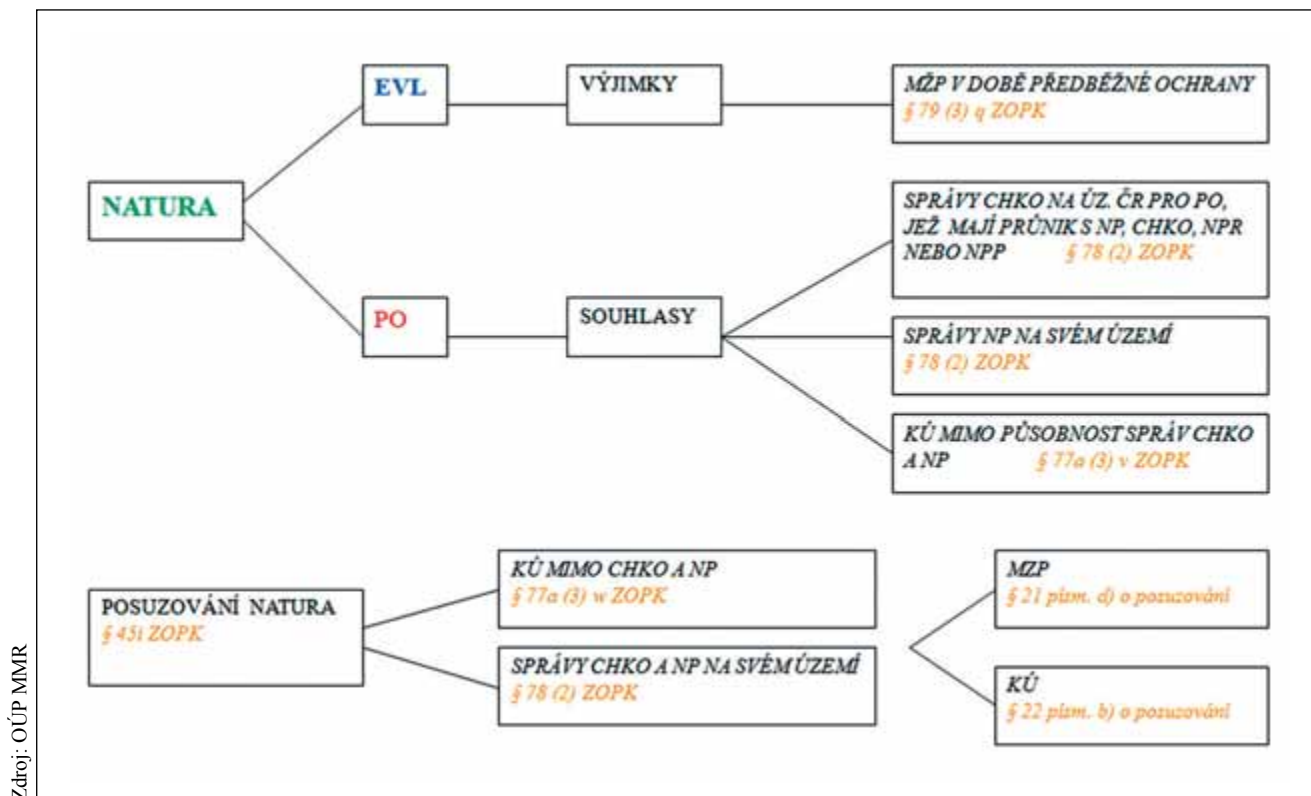 EVL
VÝJIMKY
MŽP V DOBĚ PŘEDBĚŽNÉ OCHRANY
§ 79 (3) q ZOPK
NATURA
SPRÁVY CHKO NA ÚZ. ČR PRO PO,
JEŽ MAJÍ PRŮNIK S NP, CHKO, NPR
NEBO NPP § 78 (2) ZOPK
PO
SOUHLASY
SPRÁVY NP NA SVÉM ÚZEMÍ
§ 78 (2) ZOPK
KÚ MIMO PŮSOBNOST SPRÁV CHKO
A NP § 77a (3) v ZOPK
POSUZOVÁNÍ NATURA
§ 45i ZOPK
KÚ MIMO CHKO A NP
§ 77a (3) w ZOPK
SPRÁVY CHKO A NP NA SVÉM ÚZEMÍ
§ 78 (2) ZOPK
MZP
§ 21 písm. d) o posuzování
KÚ
§ 22 písm. b) o posuzování
Zdroj: OÚP MMR